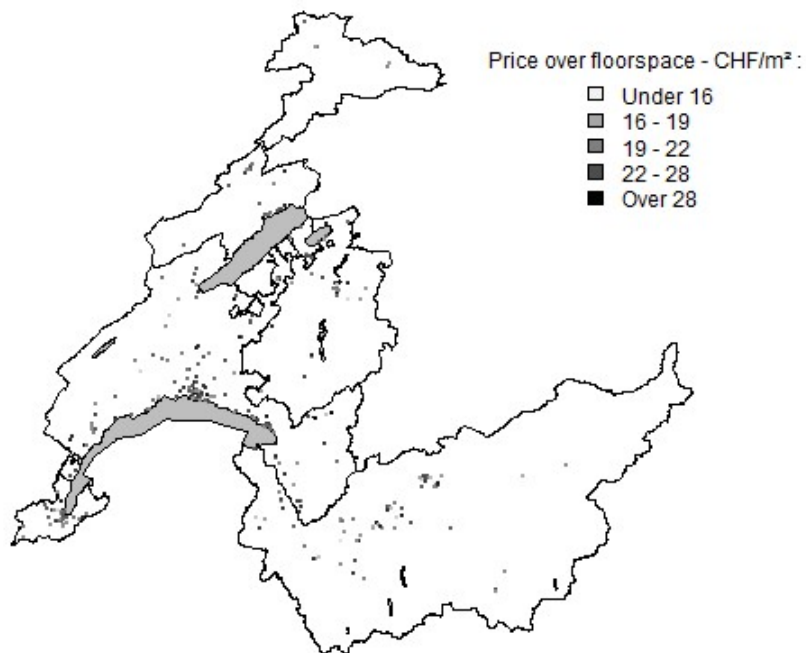 Price over floorspace - CHF/m² :
Under 16
16 - 19
19 - 22
22 - 28
Over 28